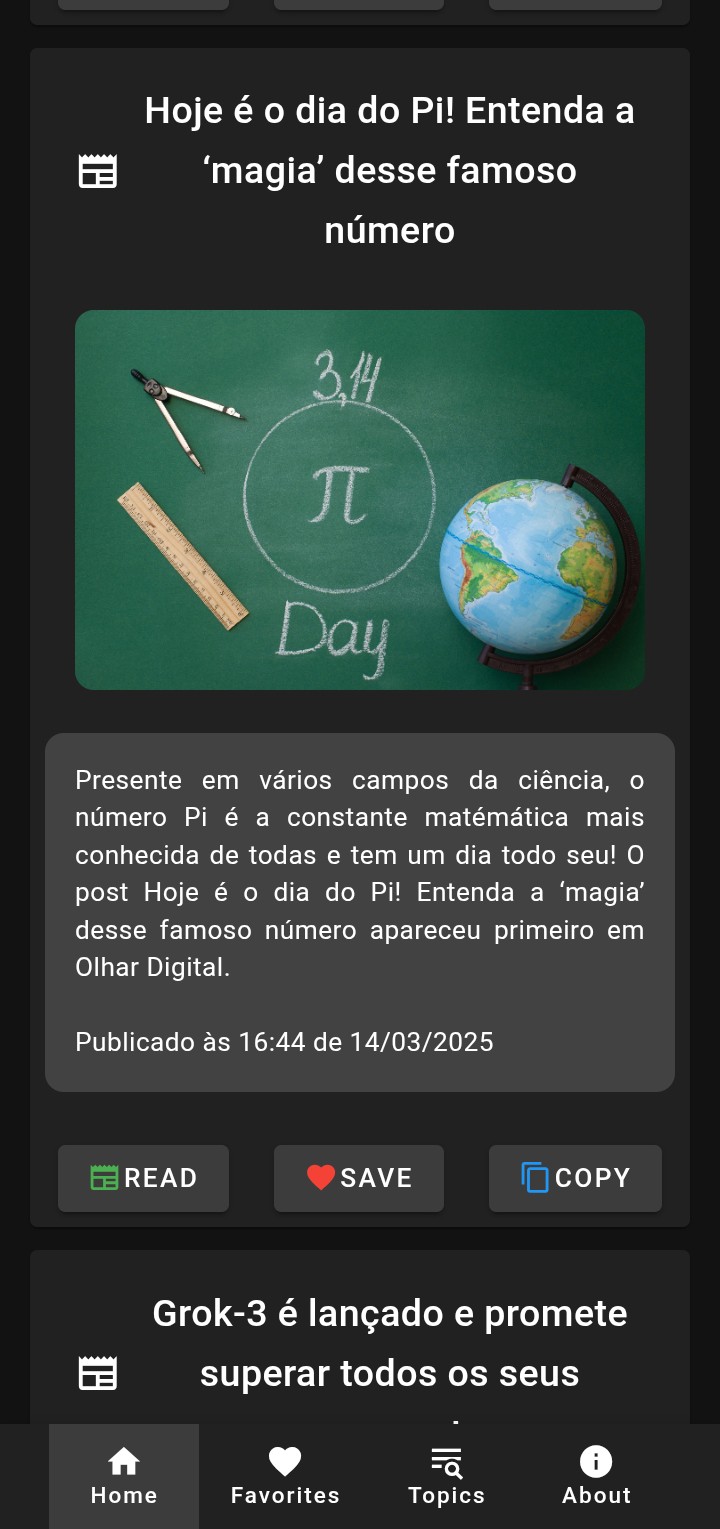 Hoje é o dia do Pi! Entenda a
‘magia’ desse famoso
número
3,14
π
Day
Presente em vários campos da ciência, o
número Pi é a constante matématica mais
conhecida de todas e tem um dia todo seu! O
post Hoje é o dia do Pi! Entenda a ‘magia’
desse famoso número apareceu primeiro em
Olhar Digital.
Publicado às 16:44 de 14/03/2025
READ
SAVE
COPY
Grok-3 é lançado e promete
superar todos os seus
Home
Favorites
Topics
About